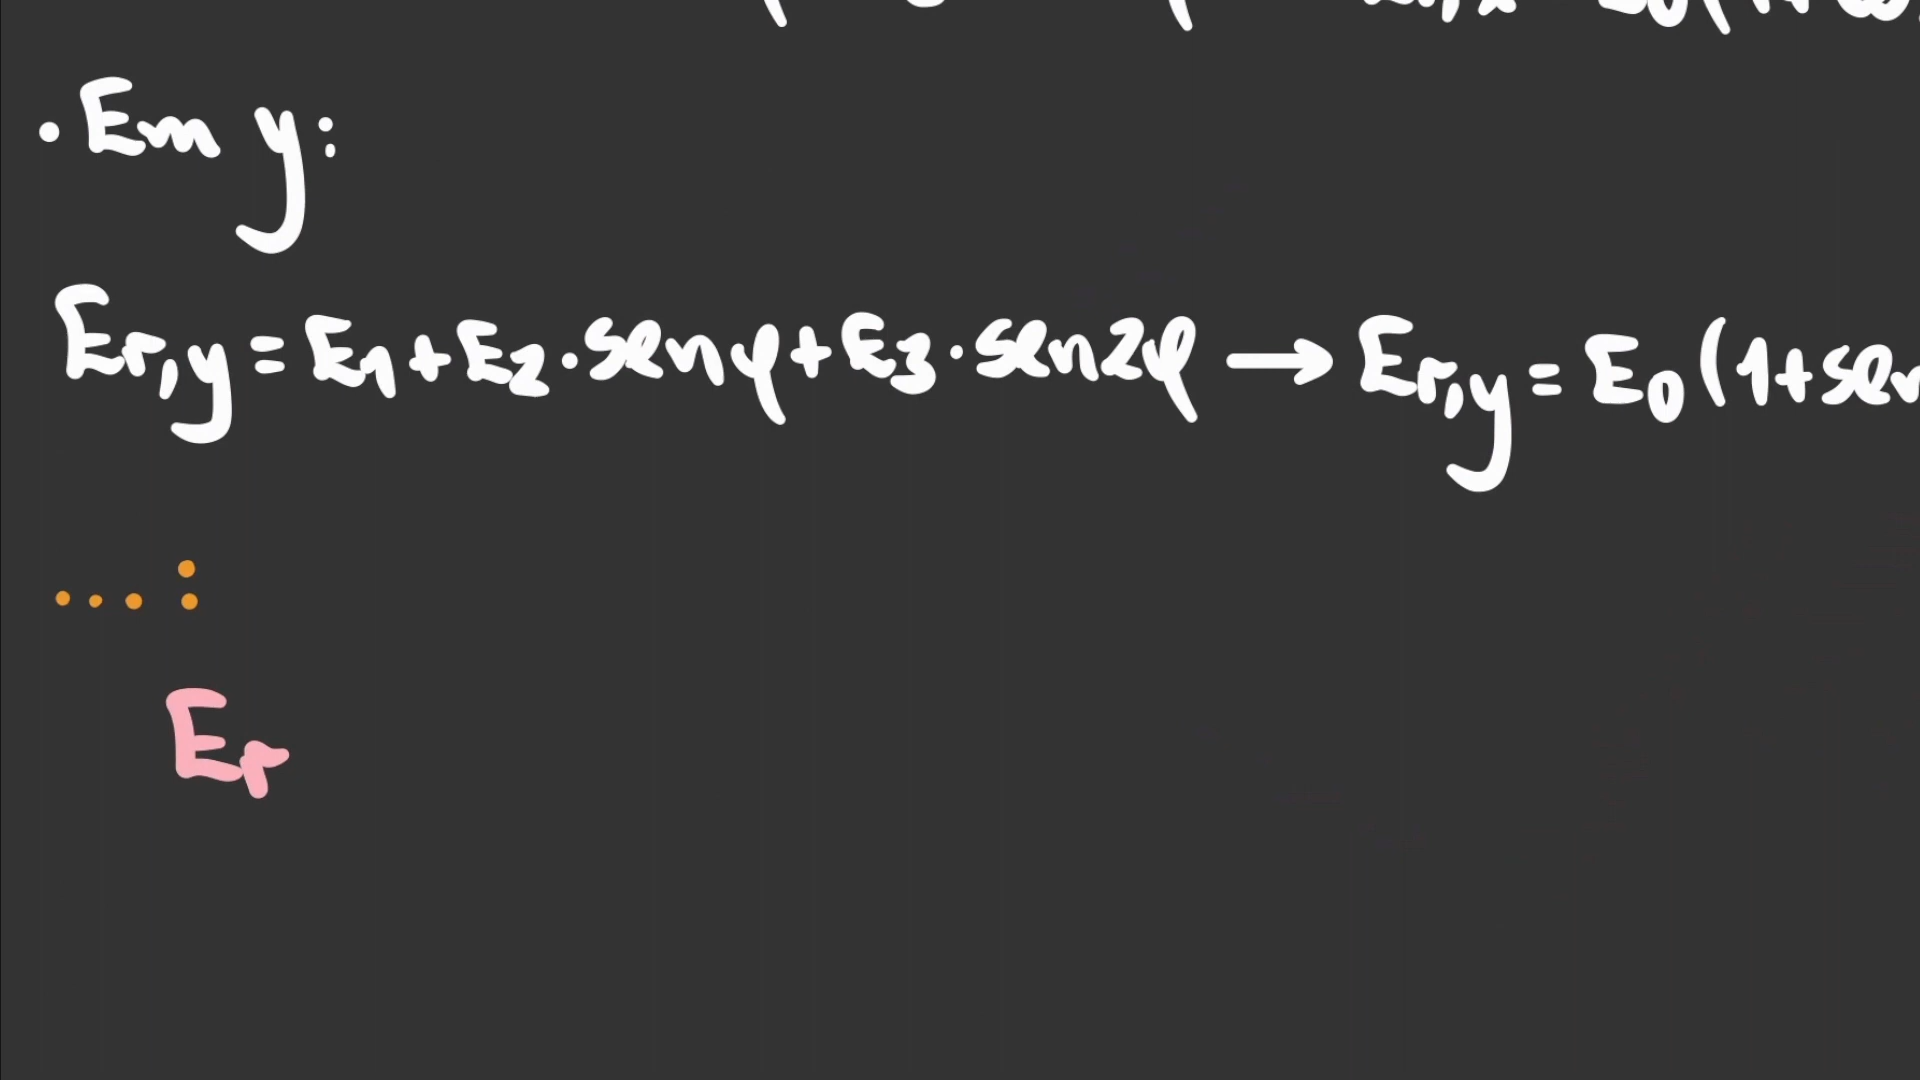 • Em y:
Er,y = E1 + E2 · senφ + E3 · sen2φ → Er,y = E0 (1 + sen
... :
Er